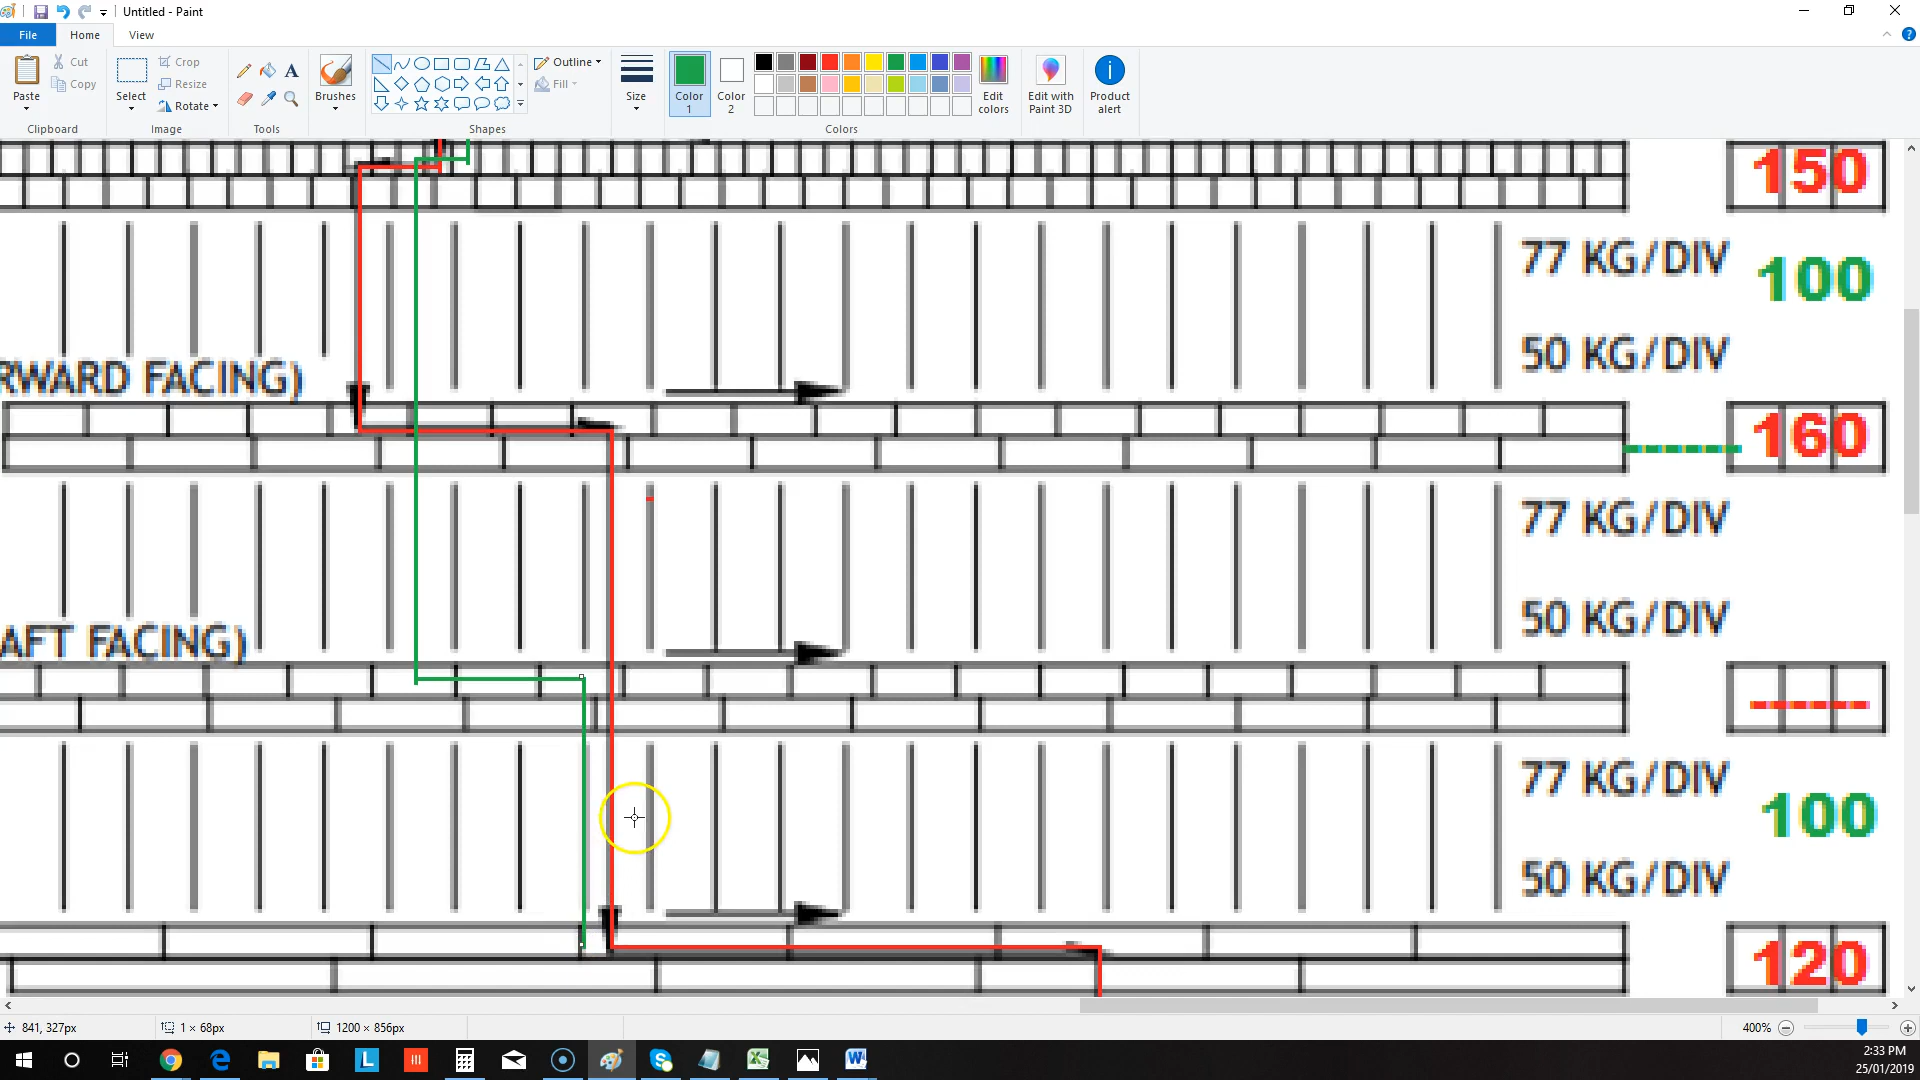 Untitled - Paint
File Home View
Paste
Cut
Copy
Clipboard
Select
Crop
Resize
Rotate
Image
A
Tools
Brushes
Outline
Fill
Shapes
Size
Color 1
Color 2
Edit colors
Colors
Edit with Paint 3D
Product alert
150
77 KG/DIV
100
RWARD FACING)
50 KG/DIV
160
77 KG/DIV
AFT FACING)
50 KG/DIV
77 KG/DIV
100
50 KG/DIV
120
841, 327px
1 × 68px
1200 × 856px
400%
L
2:33 PM
25/01/2019